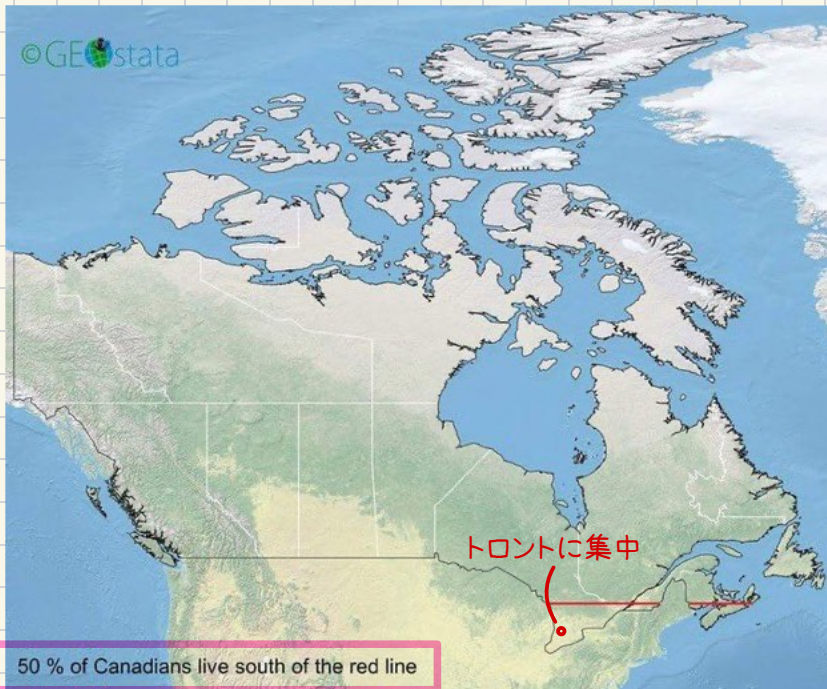 ©GEOstata
トロントに集中
50 % of Canadians live south of the red line